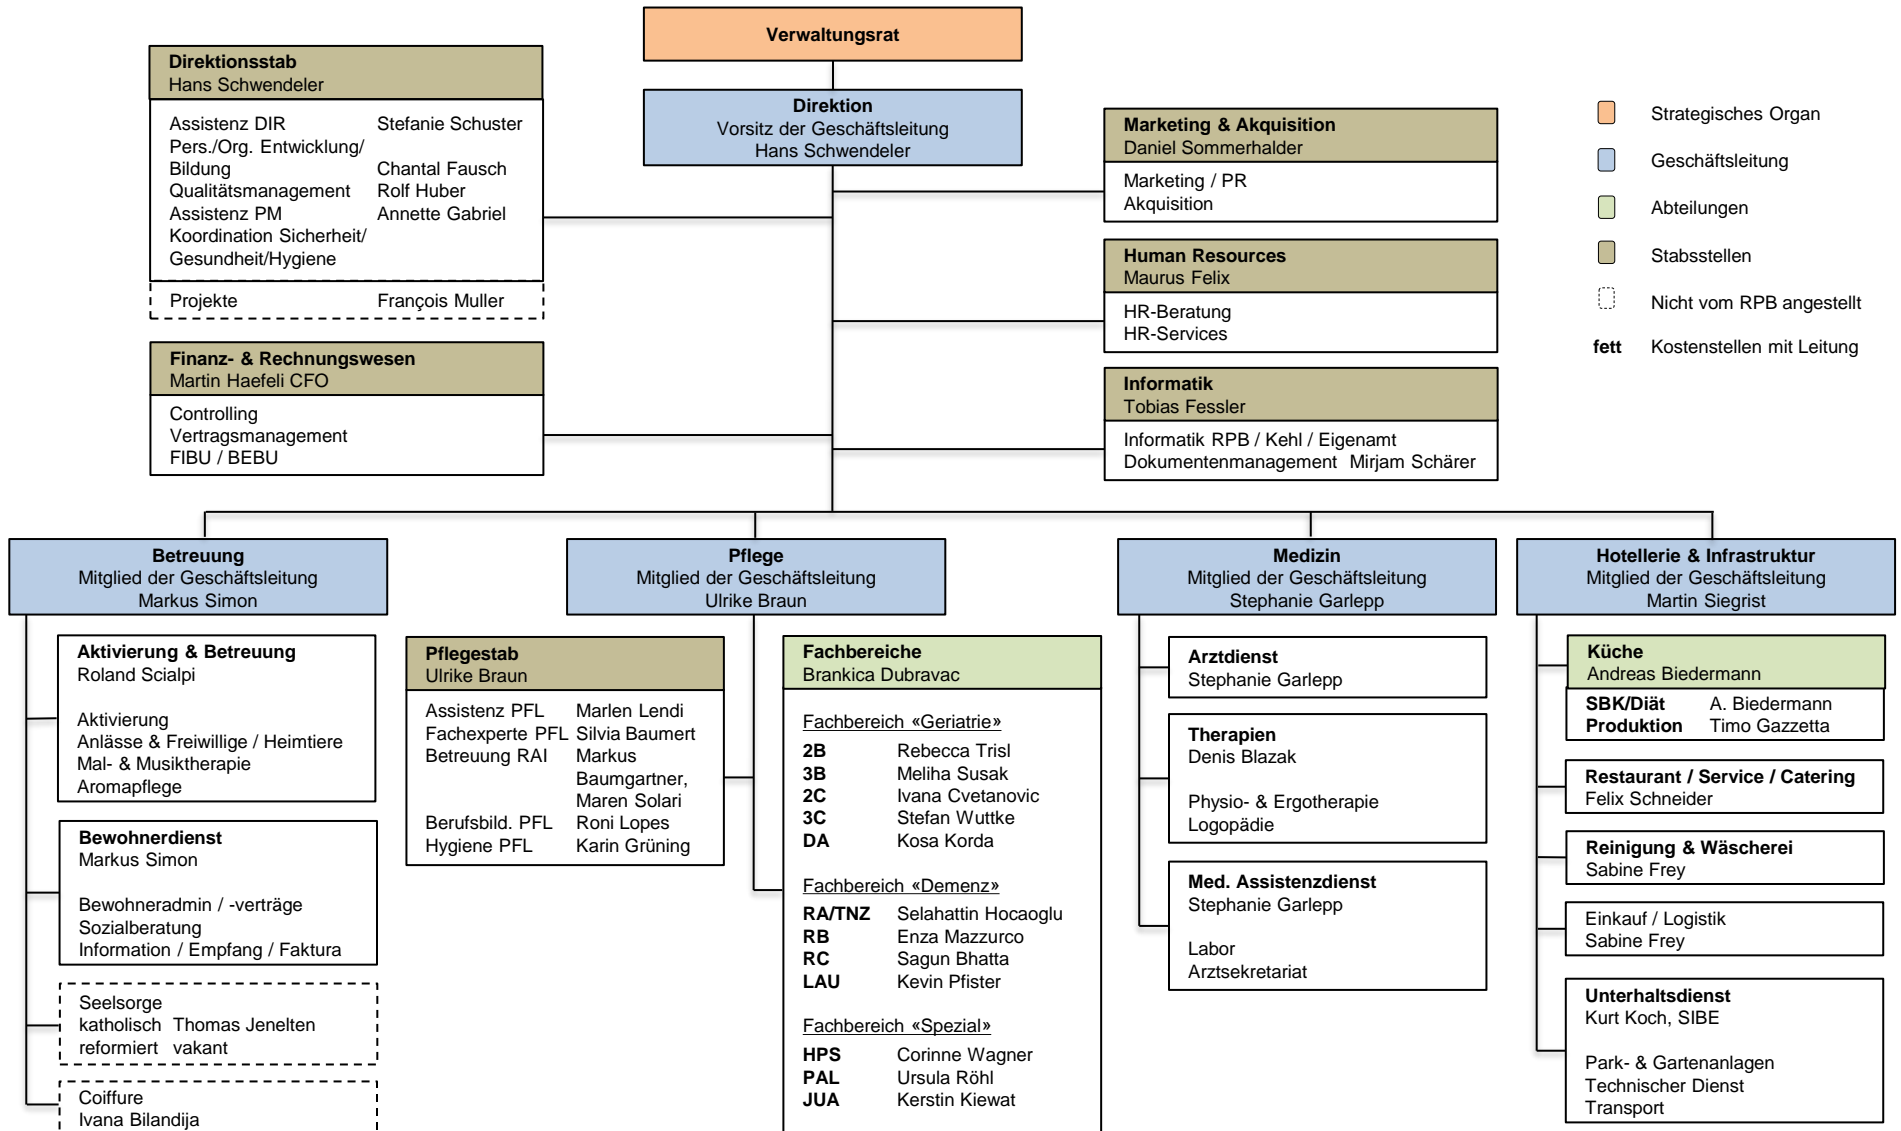 Verwaltungsrat
Direktion
Vorsitz der Geschäftsleitung
Hans Schwendeler
Direktionsstab
Hans Schwendeler
Assistenz DIR Stefanie Schuster
Pers./Org. Entwicklung/
Bildung Chantal Fausch
Qualitätsmanagement Rolf Huber
Assistenz PM Annette Gabriel
Koordination Sicherheit/
Gesundheit/Hygiene
Projekte François Muller
Finanz- & Rechnungswesen
Martin Haefeli CFO
Controlling
Vertragsmanagement
FIBU / BEBU
Marketing & Akquisition
Daniel Sommerhalder
Marketing / PR
Akquisition
Human Resources
Maurus Felix
HR-Beratung
HR-Services
Informatik
Tobias Fessler
Informatik RPB / Kehl / Eigenamt
Dokumentenmanagement Mirjam Schärer
Strategisches Organ
Geschäftsleitung
Abteilungen
Stabsstellen
Nicht vom RPB angestellt
fett Kostenstellen mit Leitung
Betreuung
Mitglied der Geschäftsleitung
Markus Simon
Aktivierung & Betreuung
Roland Scialpi
Aktivierung
Anlässe & Freiwillige / Heimtiere
Mal- & Musiktherapie
Aromapflege
Bewohnerdienst
Markus Simon
Bewohneradmin / -verträge
Sozialberatung
Information / Empfang / Faktura
Seelsorge
katholisch Thomas Jenelten
reformiert vakant
Coiffure
Ivana Bilandija
Pflege
Mitglied der Geschäftsleitung
Ulrike Braun
Pflegestab
Ulrike Braun
Assistenz PFL Marlen Lendi
Fachexperte PFL Silvia Baumert
Betreuung RAI Markus
Baumgartner,
Maren Solari
Berufsbild. PFL Roni Lopes
Hygiene PFL Karin Grüning
Fachbereiche
Brankica Dubravac
Fachbereich «Geriatrie»
2B Rebecca Trisl
3B Meliha Susak
2C Ivana Cvetanovic
3C Stefan Wuttke
DA Kosa Korda
Fachbereich «Demenz»
RA/TNZ Selahattin Hocaoglu
RB Enza Mazzurco
RC Sagun Bhatta
LAU Kevin Pfister
Fachbereich «Spezial»
HPS Corinne Wagner
PAL Ursula Röhl
JUA Kerstin Kiewat
Medizin
Mitglied der Geschäftsleitung
Stephanie Garlepp
Arztdienst
Stephanie Garlepp
Therapien
Denis Blazak
Physio- & Ergotherapie
Logopädie
Med. Assistenzdienst
Stephanie Garlepp
Labor
Arztsekretariat
Hotellerie & Infrastruktur
Mitglied der Geschäftsleitung
Martin Siegrist
Küche
Andreas Biedermann
SBK/Diät A. Biedermann
Produktion Timo Gazzetta
Restaurant / Service / Catering
Felix Schneider
Reinigung & Wäscherei
Sabine Frey
Einkauf / Logistik
Sabine Frey
Unterhaltsdienst
Kurt Koch, SIBE
Park- & Gartenanlagen
Technischer Dienst
Transport